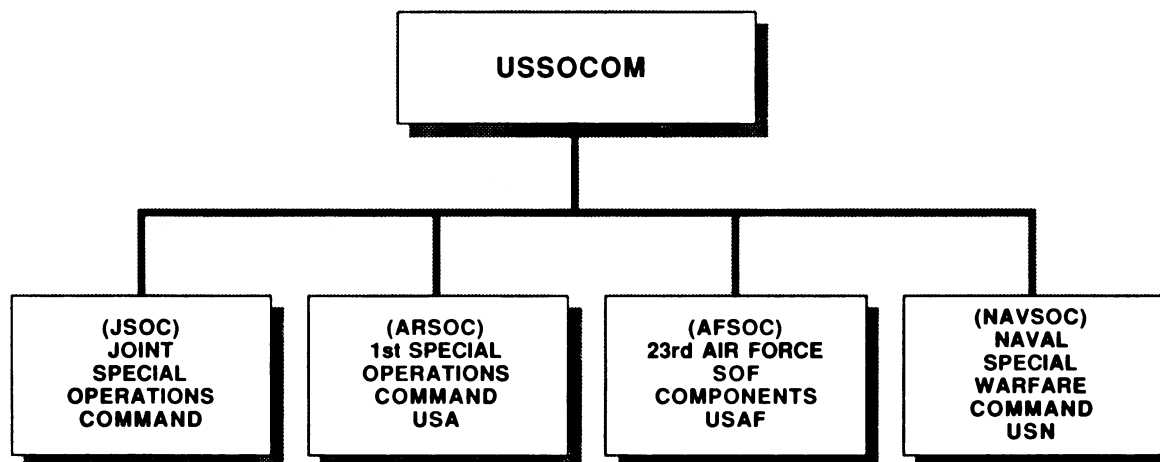 USSOCOM
(JSOC)
JOINT
SPECIAL
OPERATIONS
COMMAND
(ARSOC)
1st SPECIAL
OPERATIONS
COMMAND
USA
(AFSOC)
23rd AIR FORCE
SOF
COMPONENTS
USAF
(NAVSOC)
NAVAL
SPECIAL
WARFARE
COMMAND
USN